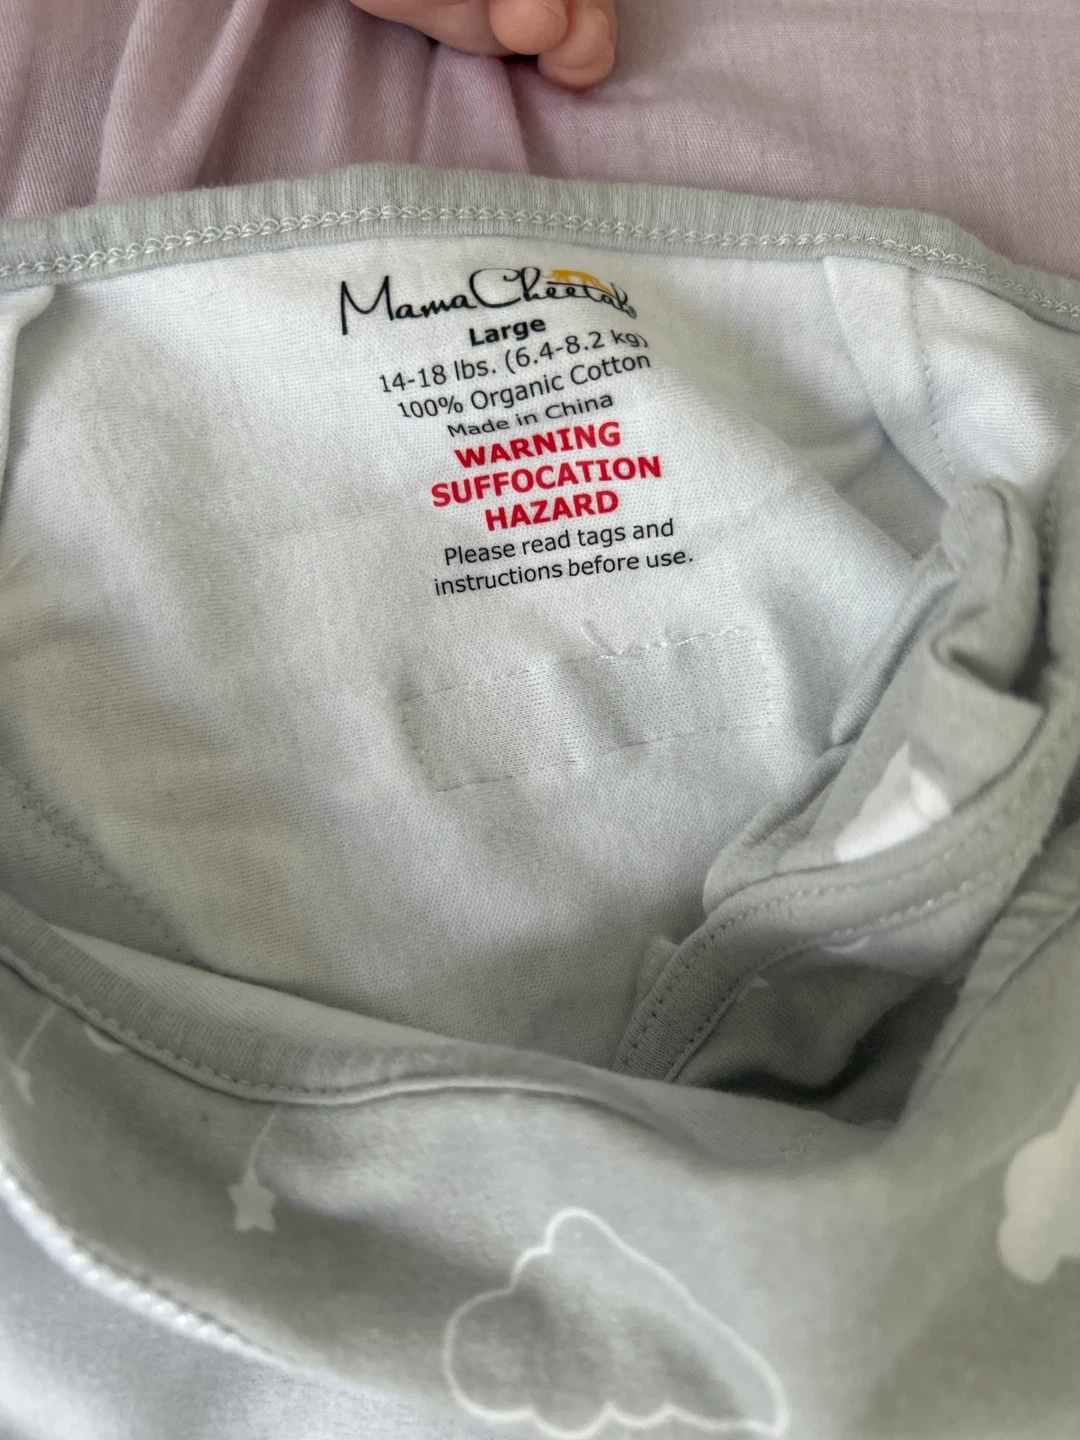 MamaCheetah
Large
14-18 lbs. (6.4-8.2 kg)
100% Organic Cotton
Made in China
WARNING
SUFFOCATION
HAZARD
Please read tags and
instructions before use.